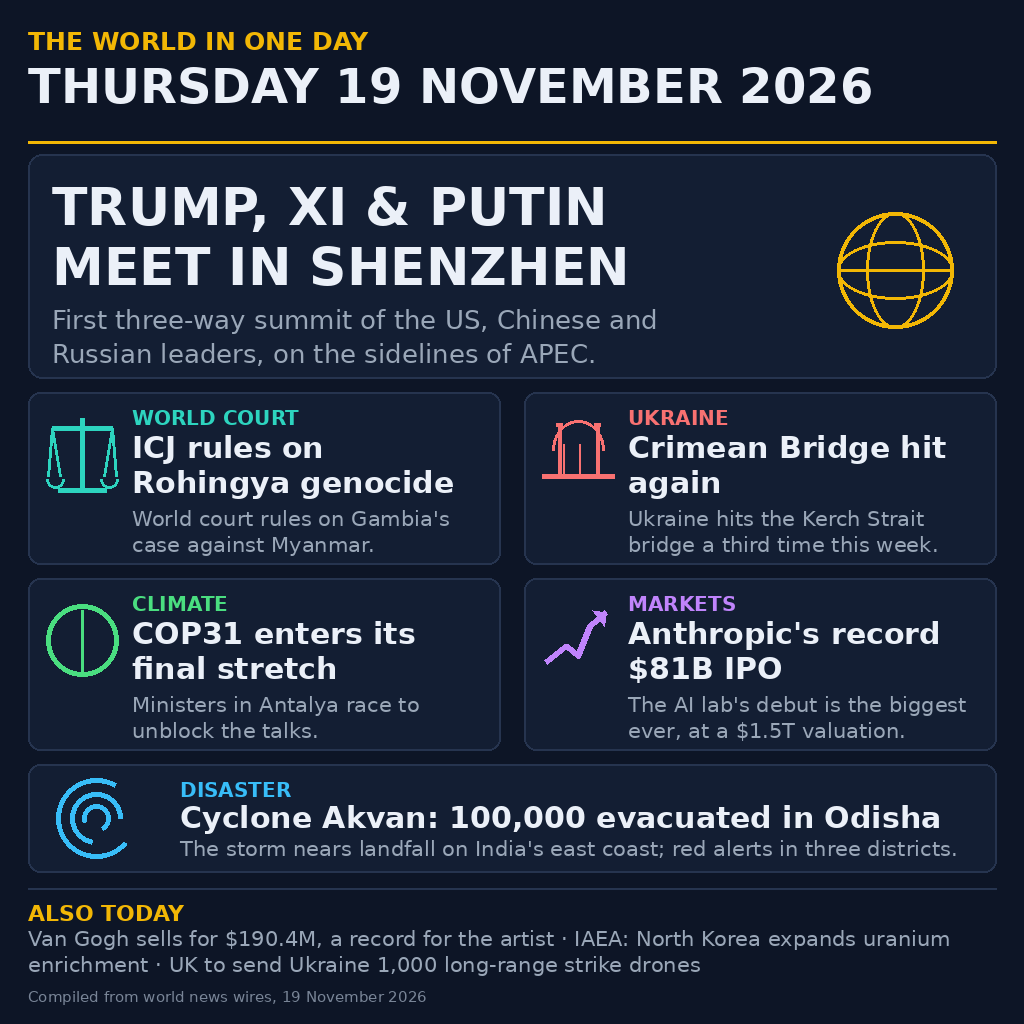 THE WORLD IN ONE DAY
THURSDAY 19 NOVEMBER 2026
TRUMP, XI & PUTIN
MEET IN SHENZHEN
First three-way summit of the US, Chinese and
Russian leaders, on the sidelines of APEC.
WORLD COURT
ICJ rules on
Rohingya genocide
World court rules on Gambia's
case against Myanmar.
UKRAINE
Crimean Bridge hit
again
Ukraine hits the Kerch Strait
bridge a third time this week.
CLIMATE
COP31 enters its
final stretch
Ministers in Antalya race to
unblock the talks.
MARKETS
Anthropic's record
$81B IPO
The AI lab's debut is the biggest
ever, at a $1.5T valuation.
DISASTER
Cyclone Akvan: 100,000 evacuated in Odisha
The storm nears landfall on India's east coast; red alerts in three districts.
ALSO TODAY
Van Gogh sells for $190.4M, a record for the artist · IAEA: North Korea expands uranium
enrichment · UK to send Ukraine 1,000 long-range strike drones
Compiled from world news wires, 19 November 2026